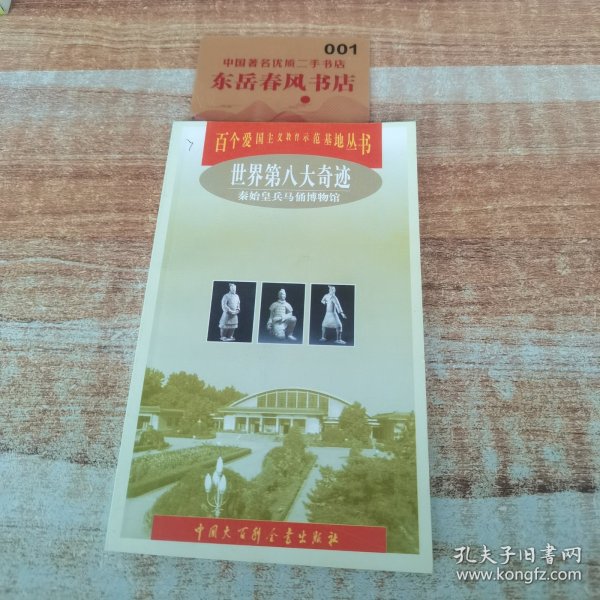 001
中国著名优质二手书店
东岳春风书店
百个爱国主义教育示范基地丛书
世界第八大奇迹
秦始皇兵马俑博物馆
中国大百科全书出版社
孔夫子旧书网
www.kongfz.com